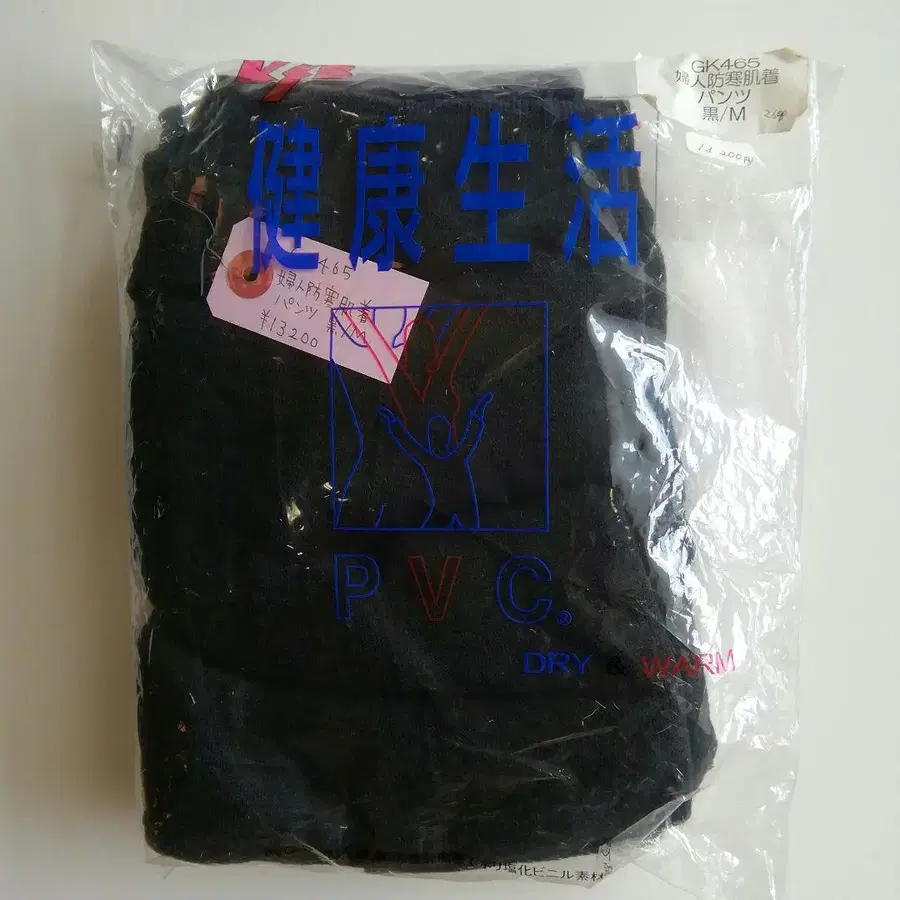 GK465
婦人防寒肌着
パンツ
黒/M
13 200円
健康生活
465
婦人防寒肌着
パンツ 黒/M
¥13200
PVC®
DRY & WARM
塩化ビニル素材